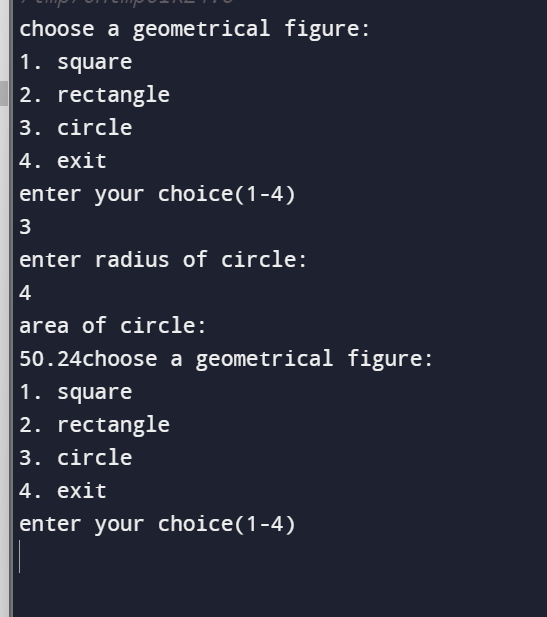 choose a geometrical figure:
1. square
2. rectangle
3. circle
4. exit
enter your choice(1-4)
3
enter radius of circle:
4
area of circle:
50.24choose a geometrical figure:
1. square
2. rectangle
3. circle
4. exit
enter your choice(1-4)